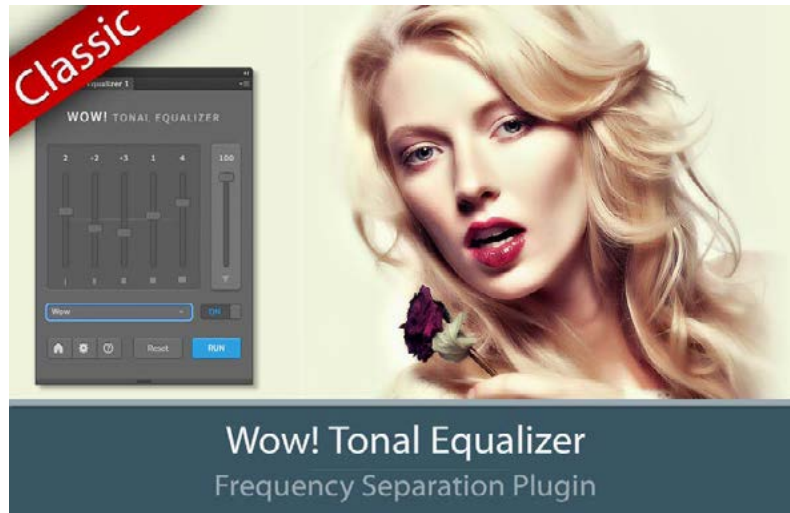 Classic
Equalizer 1
WOW! TONAL EQUALIZER
2 -2 -3 1 4 100
Wow ON
Reset RUN
Wow! Tonal Equalizer
Frequency Separation Plugin